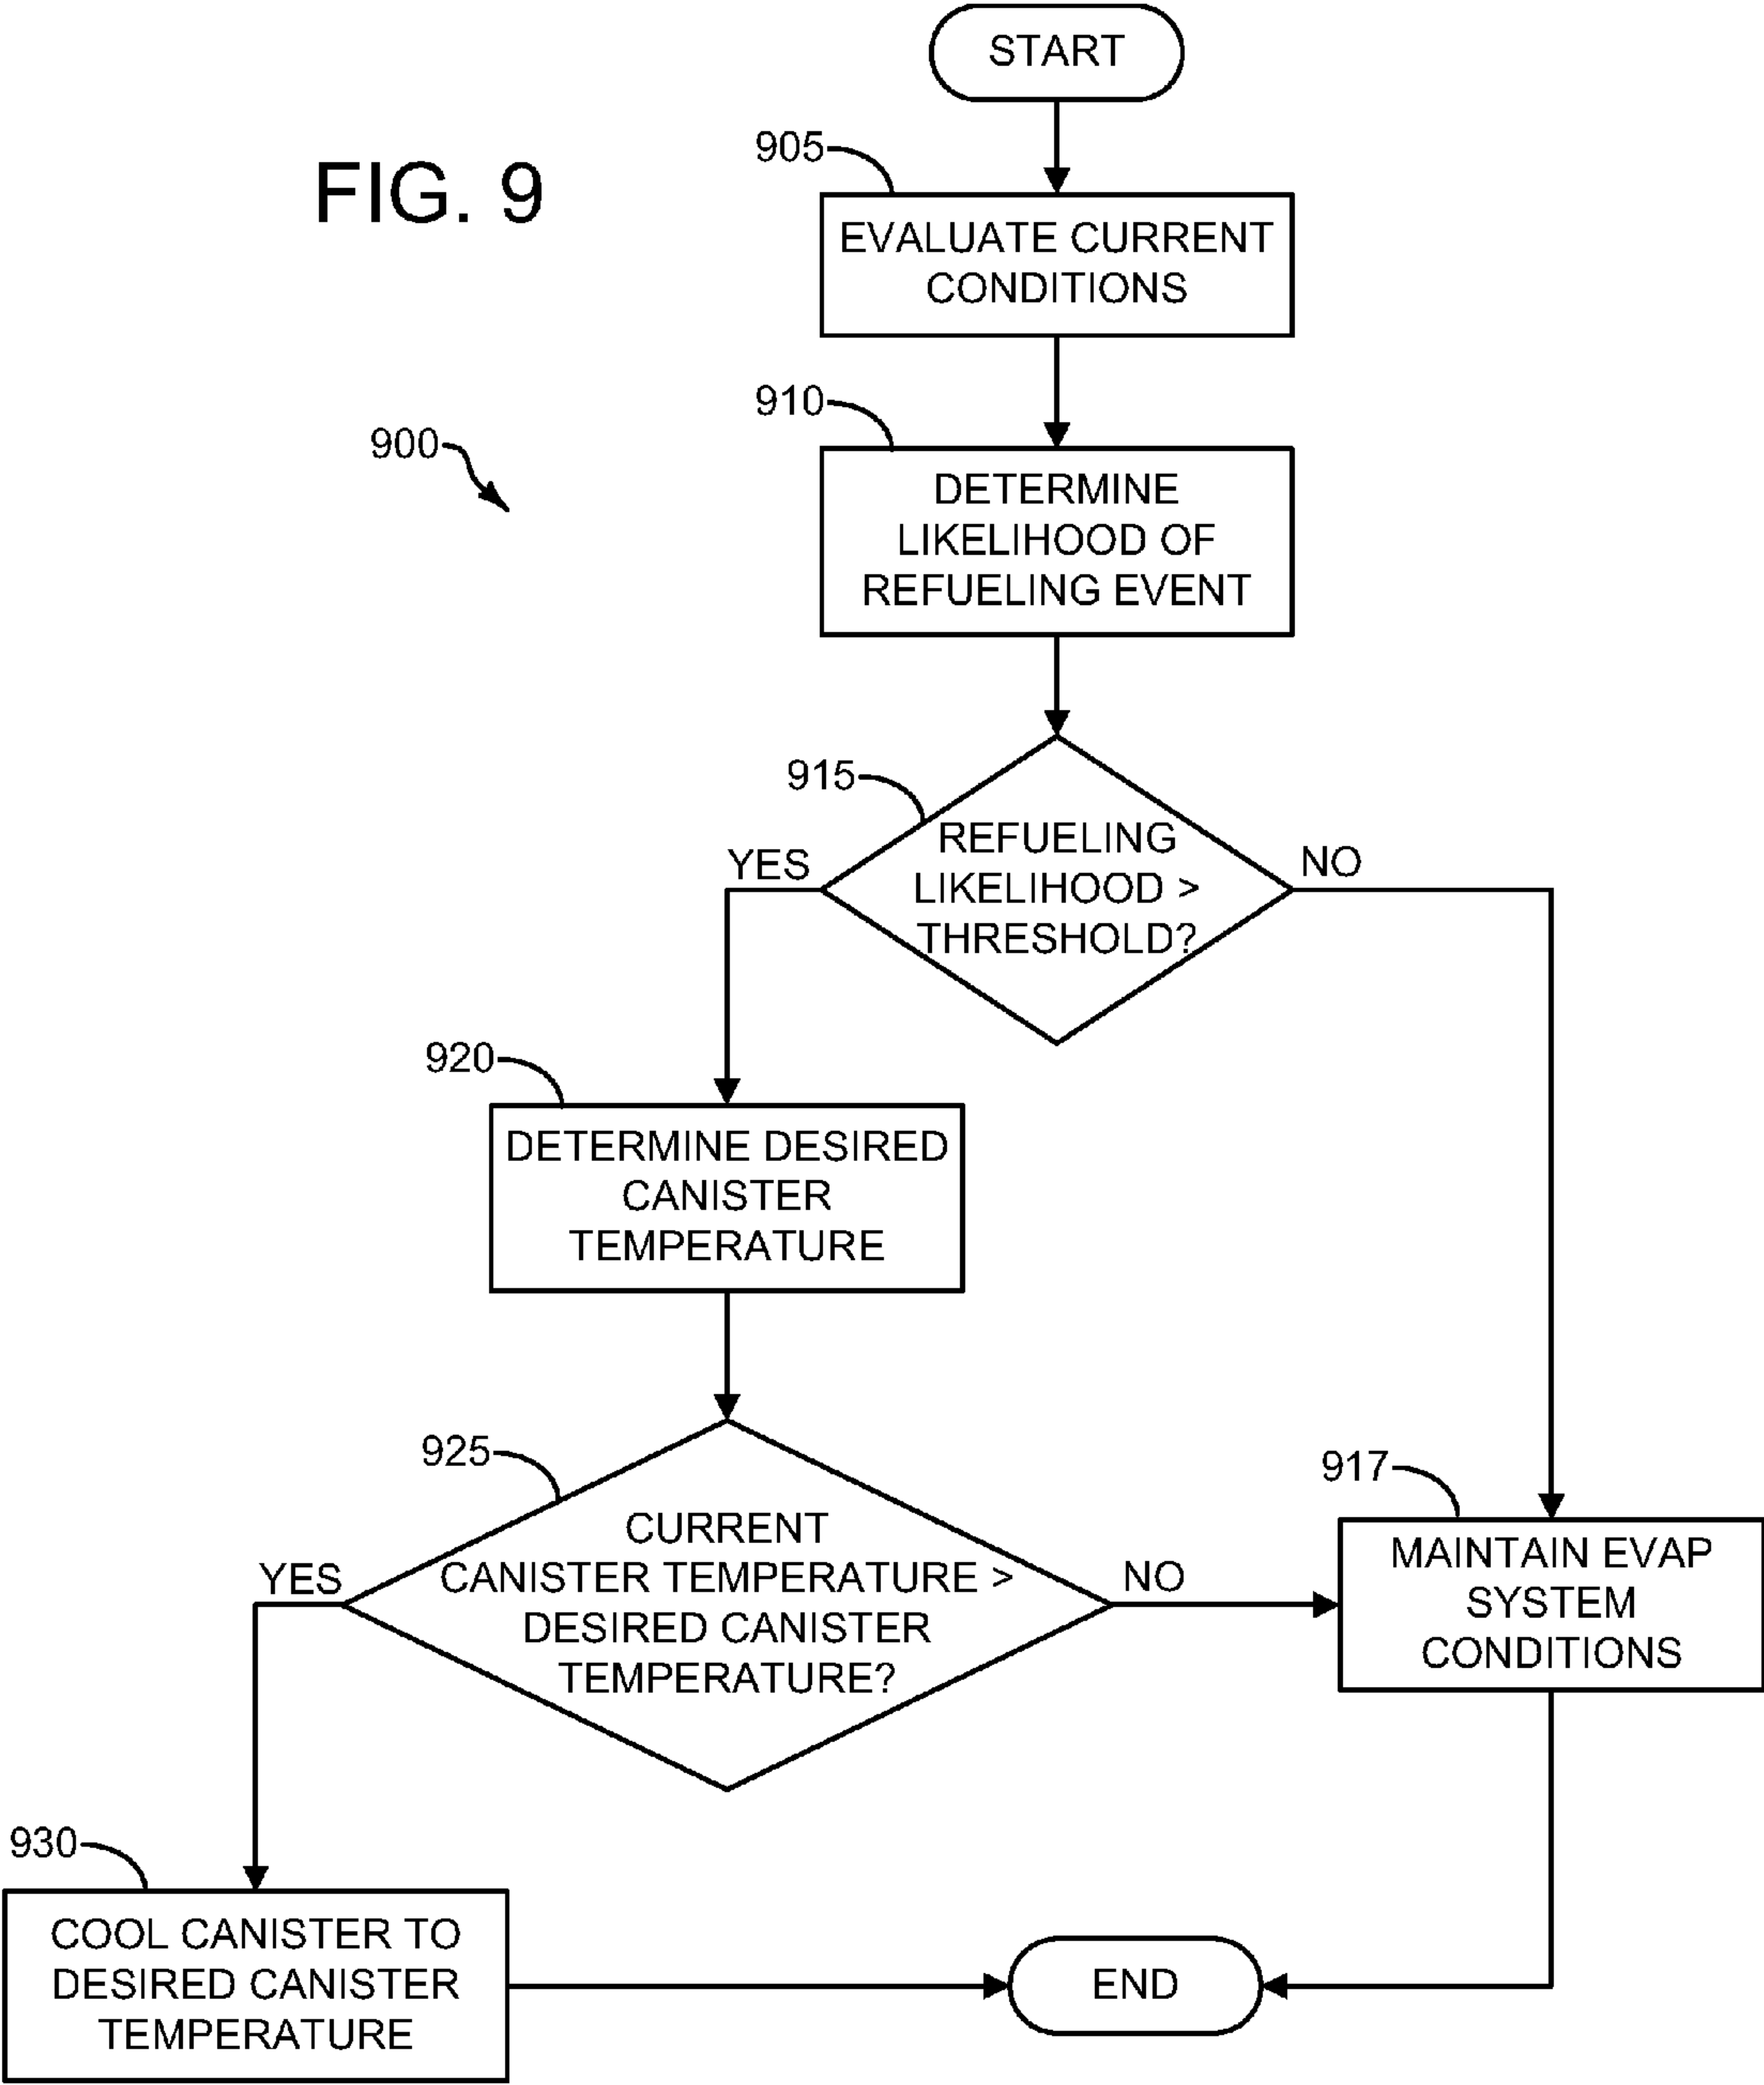 START
905
FIG. 9
EVALUATE CURRENT
CONDITIONS
910
900
DETERMINE
LIKELIHOOD OF
REFUELING EVENT
915
REFUELING
LIKELIHOOD >
THRESHOLD?
YES
NO
920
DETERMINE DESIRED
CANISTER
TEMPERATURE
925
CURRENT
CANISTER TEMPERATURE >
DESIRED CANISTER
TEMPERATURE?
YES
NO
917
MAINTAIN EVAP
SYSTEM
CONDITIONS
930
COOL CANISTER TO
DESIRED CANISTER
TEMPERATURE
END